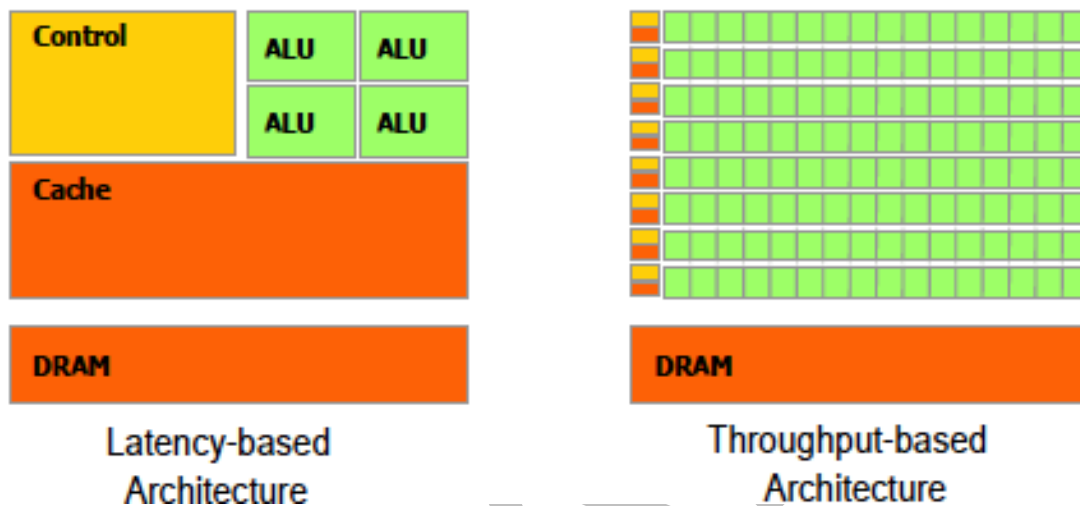 Control
ALU ALU
ALU ALU
Cache
DRAM
Latency-based
Architecture
DRAM
Throughput-based
Architecture